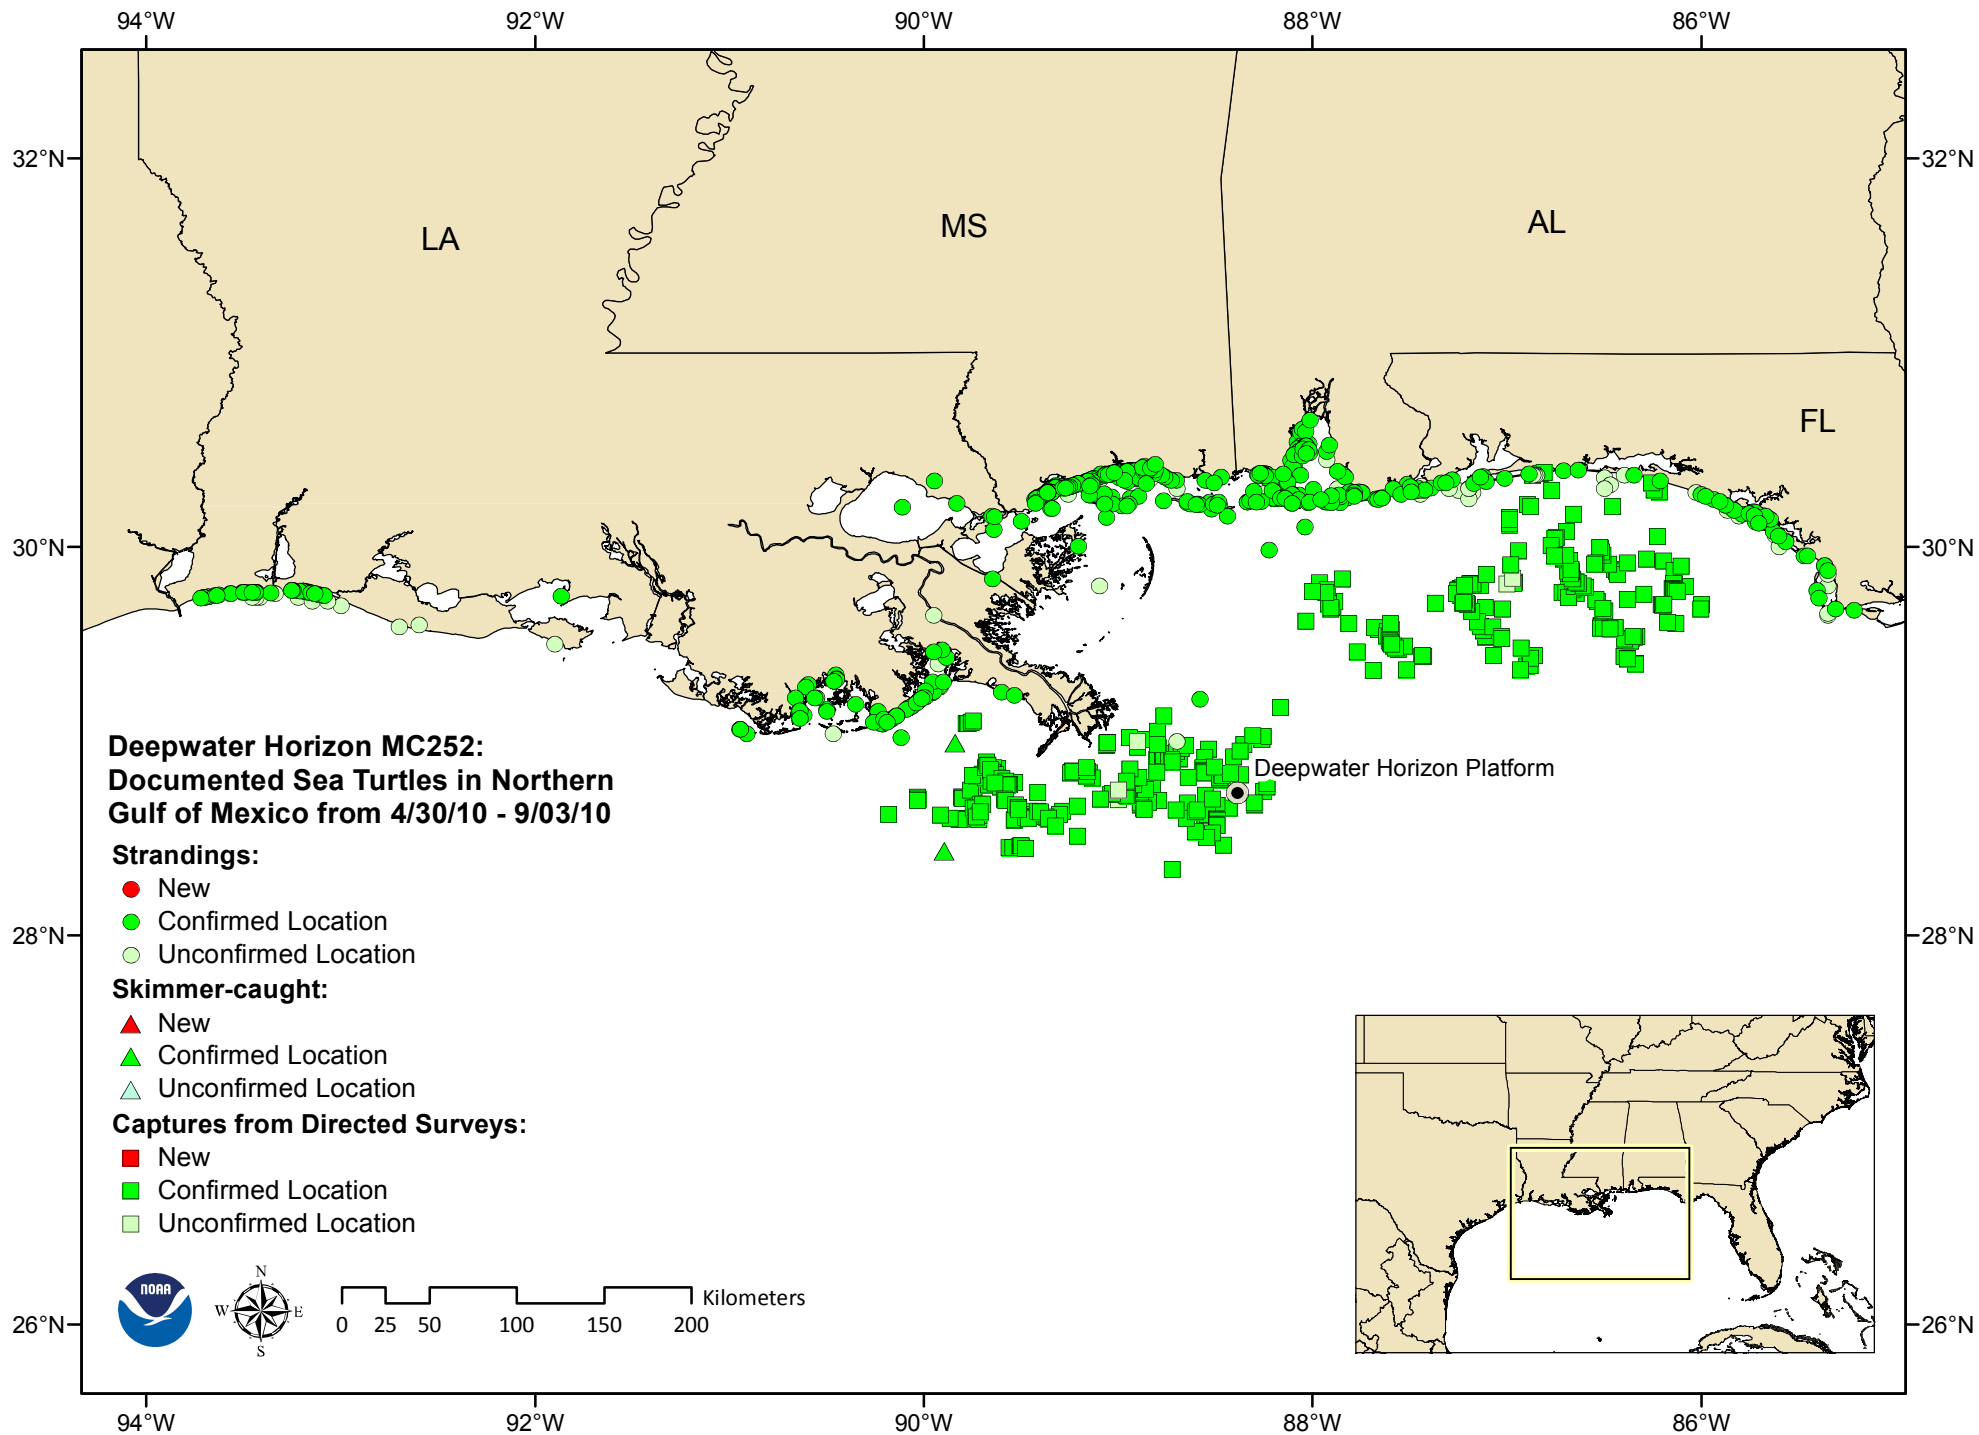 94°W 92°W 90°W 88°W 86°W
32°N 32°N
LA MS AL
FL
30°N 30°N
Deepwater Horizon Platform
Deepwater Horizon MC252:
Documented Sea Turtles in Northern
Gulf of Mexico from 4/30/10 - 9/03/10
Strandings:
New
Confirmed Location
Unconfirmed Location
28°N 28°N
Skimmer-caught:
New
Confirmed Location
Unconfirmed Location
Captures from Directed Surveys:
New
Confirmed Location
Unconfirmed Location
NOAA
N
W E
S
Kilometers
0 25 50 100 150 200
26°N 26°N
94°W 92°W 90°W 88°W 86°W